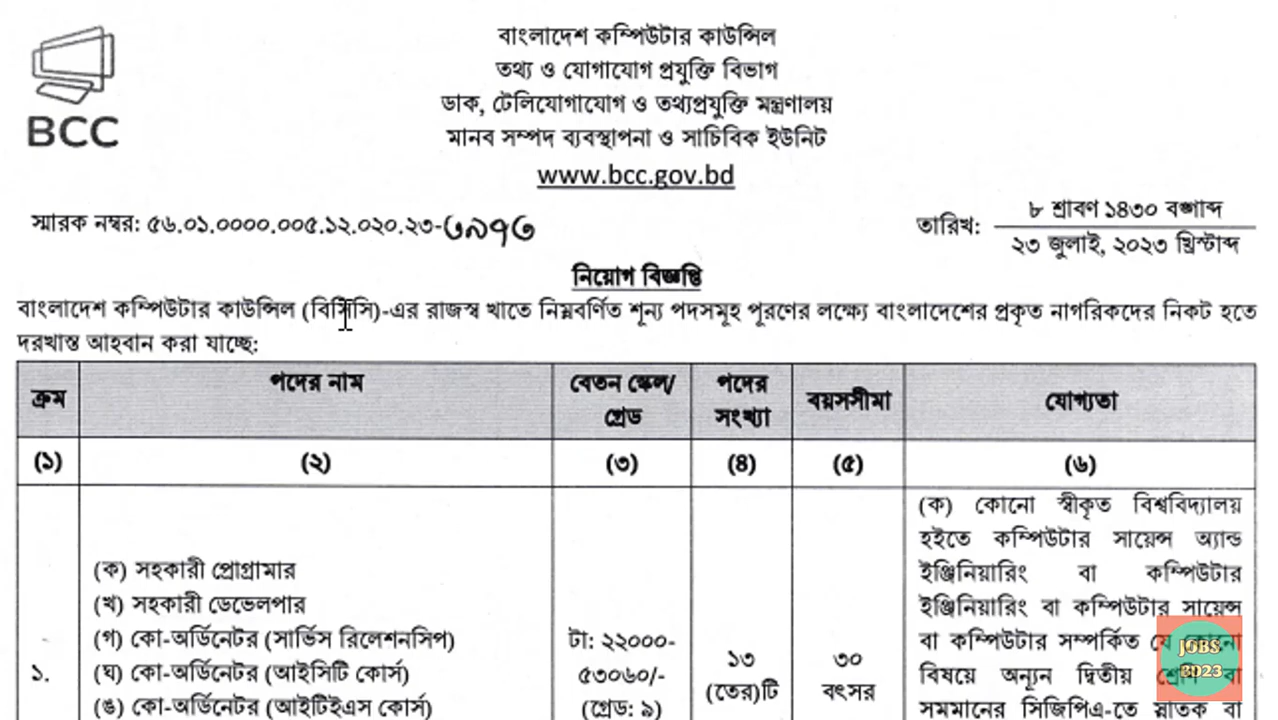 BCC
বাংলাদেশ কম্পিউটার কাউন্সিল
তথ্য ও যোগাযোগ প্রযুক্তি বিভাগ
ডাক, টেলিযোগাযোগ ও তথ্যপ্রযুক্তি মন্ত্রণালয়
মানব সম্পদ ব্যবস্থাপনা ও সাচিবিক ইউনিট
www.bcc.gov.bd
স্মারক নম্বর: ৫৬.০১.০০০০.০০৫.১২.০২০.২৩-৬৯৭৩
তারিখ: ৮ শ্রাবণ ১৪৩০ বঙ্গাব্দ
২৩ জুলাই, ২০২৩ খ্রিস্টাব্দ
নিয়োগ বিজ্ঞপ্তি
বাংলাদেশ কম্পিউটার কাউন্সিল (বিসিসি)-এর রাজস্ব খাতে নিম্নবর্ণিত শূন্য পদসমূহ পূরণের লক্ষ্যে বাংলাদেশের প্রকৃত নাগরিকদের নিকট হতে
দরখাস্ত আহবান করা যাচ্ছে:
ক্রম
পদের নাম
বেতন স্কেল/
গ্রেড
পদের
সংখ্যা
বয়সসীমা
যোগ্যতা
(১)
(২)
(৩)
(৪)
(৫)
(৬)
১.
(ক) সহকারী প্রোগ্রামার
(খ) সহকারী ডেভেলপার
(গ) কো-অর্ডিনেটর (সার্ভিস রিলেশনসিপ)
(ঘ) কো-অর্ডিনেটর (আইসিটি কোর্স)
(ঙ) কো-অর্ডিনেটর (আইটিইএস কোর্স)
টা: ২২০০০-
৫৩০৬০/-
(গ্রেড: ৯)
১৩
(তের)টি
৩০
বৎসর
(ক) কোনো স্বীকৃত বিশ্ববিদ্যালয়
হইতে কম্পিউটার সায়েন্স অ্যান্ড
ইঞ্জিনিয়ারিং বা কম্পিউটার
ইঞ্জিনিয়ারিং বা কম্পিউটার সায়েন্স
বা কম্পিউটার সম্পর্কিত যে কোনো
বিষয়ে অন্যূন দ্বিতীয় শ্রেণি বা
সমমানের সিজিপিএ-তে স্নাতক বা
JOBS
BD23